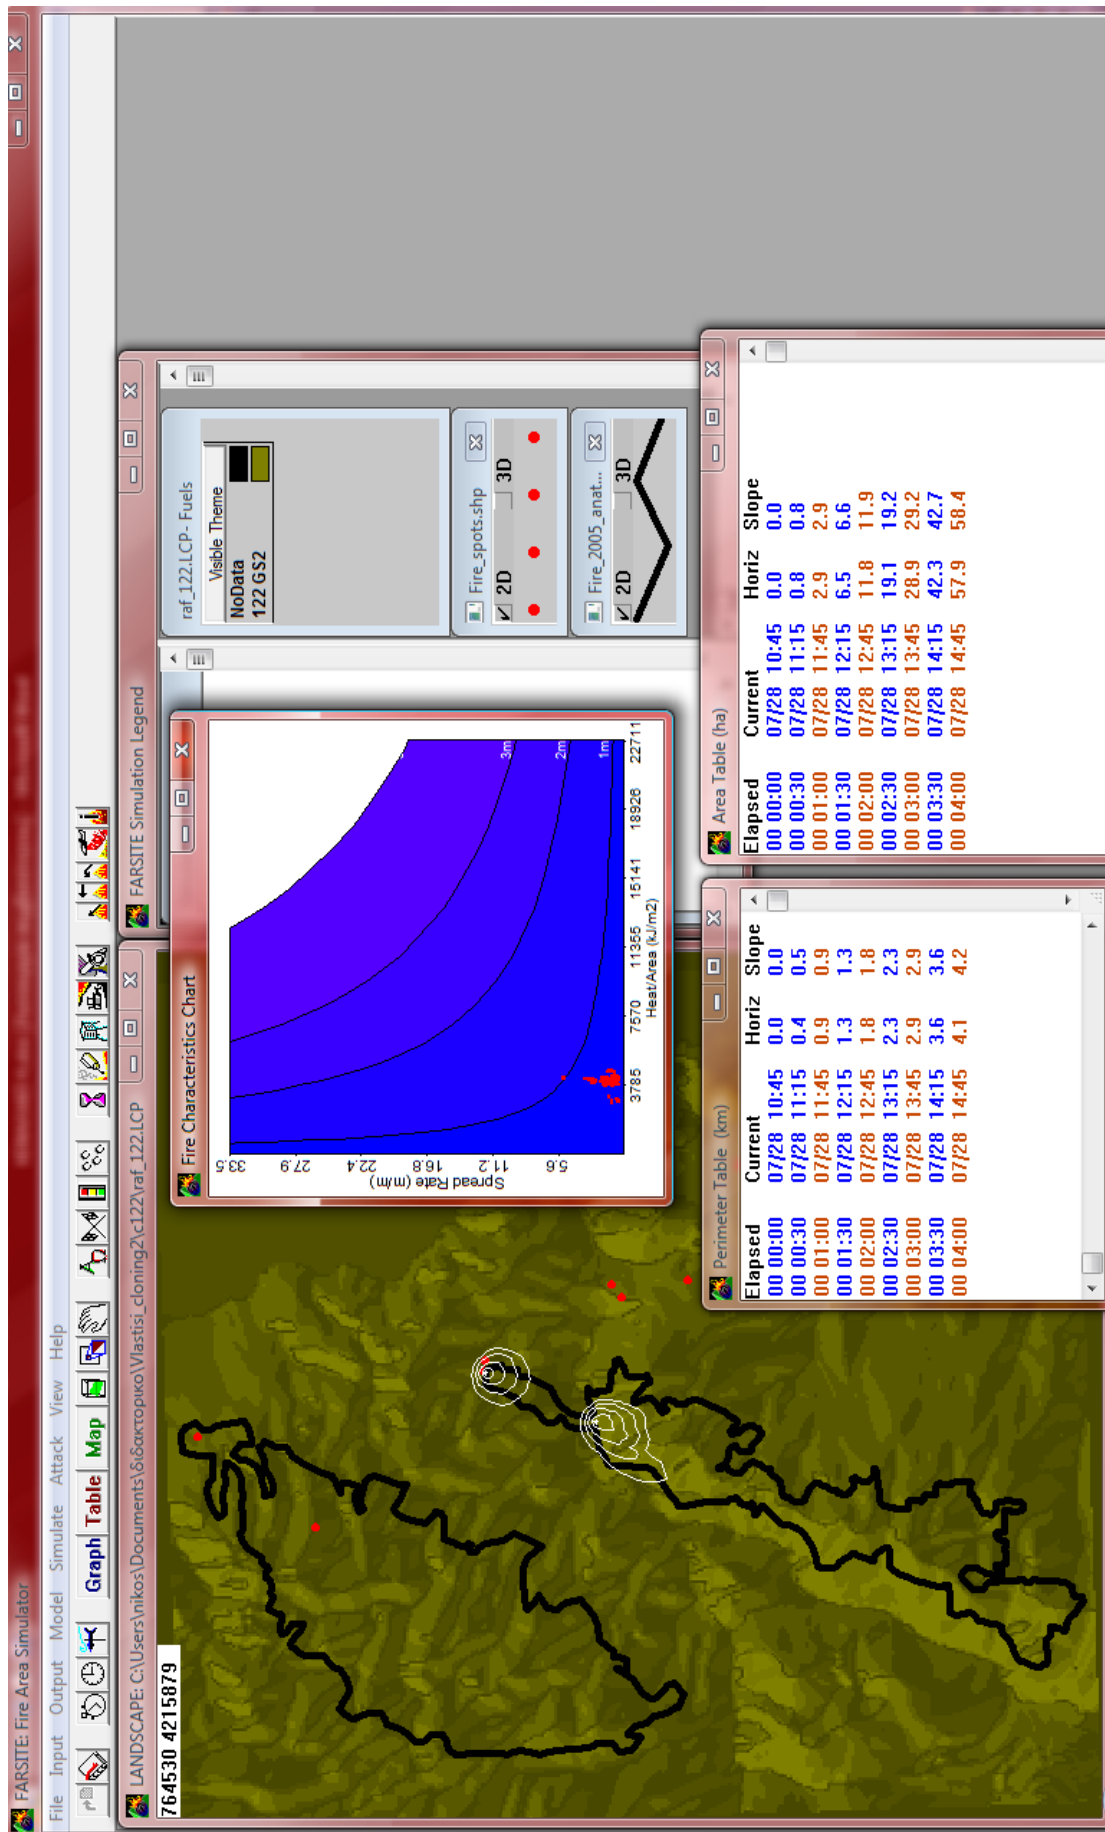 FARSITE: Fire Area Simulator
File Input Output Model Simulate Attack View Help
Graph Table Map
LANDSCAPE: C:\Users\nikos\Documents\διδακτορικο\Vlastisi_cloning2\c122\raf_122.LCP
764530 4215879
FARSITE Simulation Legend
raf_122.LCP- Fuels
Visible Theme
NoData
122 GS2
Fire_spots.shp
2D 3D
Fire_2005_anat...
2D 3D
Fire Characteristics Chart
Spread Rate (m/m)
33.5
27.9
22.4
16.8
11.2
5.6
3m
2m
1m
3785 7570 11355 15141 18926 22711
Heat/Area (kJ/m2)
Perimeter Table (km)
Elapsed Current Horiz Slope
00 00:00 07/28 10:45 0.0 0.0
00 00:30 07/28 11:15 0.4 0.5
00 01:00 07/28 11:45 0.9 0.9
00 01:30 07/28 12:15 1.3 1.3
00 02:00 07/28 12:45 1.8 1.8
00 02:30 07/28 13:15 2.3 2.3
00 03:00 07/28 13:45 2.9 2.9
00 03:30 07/28 14:15 3.6 3.6
00 04:00 07/28 14:45 4.1 4.2
Area Table (ha)
Elapsed Current Horiz Slope
00 00:00 07/28 10:45 0.0 0.0
00 00:30 07/28 11:15 0.8 0.8
00 01:00 07/28 11:45 2.9 2.9
00 01:30 07/28 12:15 6.5 6.6
00 02:00 07/28 12:45 11.8 11.9
00 02:30 07/28 13:15 19.1 19.2
00 03:00 07/28 13:45 28.9 29.2
00 03:30 07/28 14:15 42.3 42.7
00 04:00 07/28 14:45 57.9 58.4